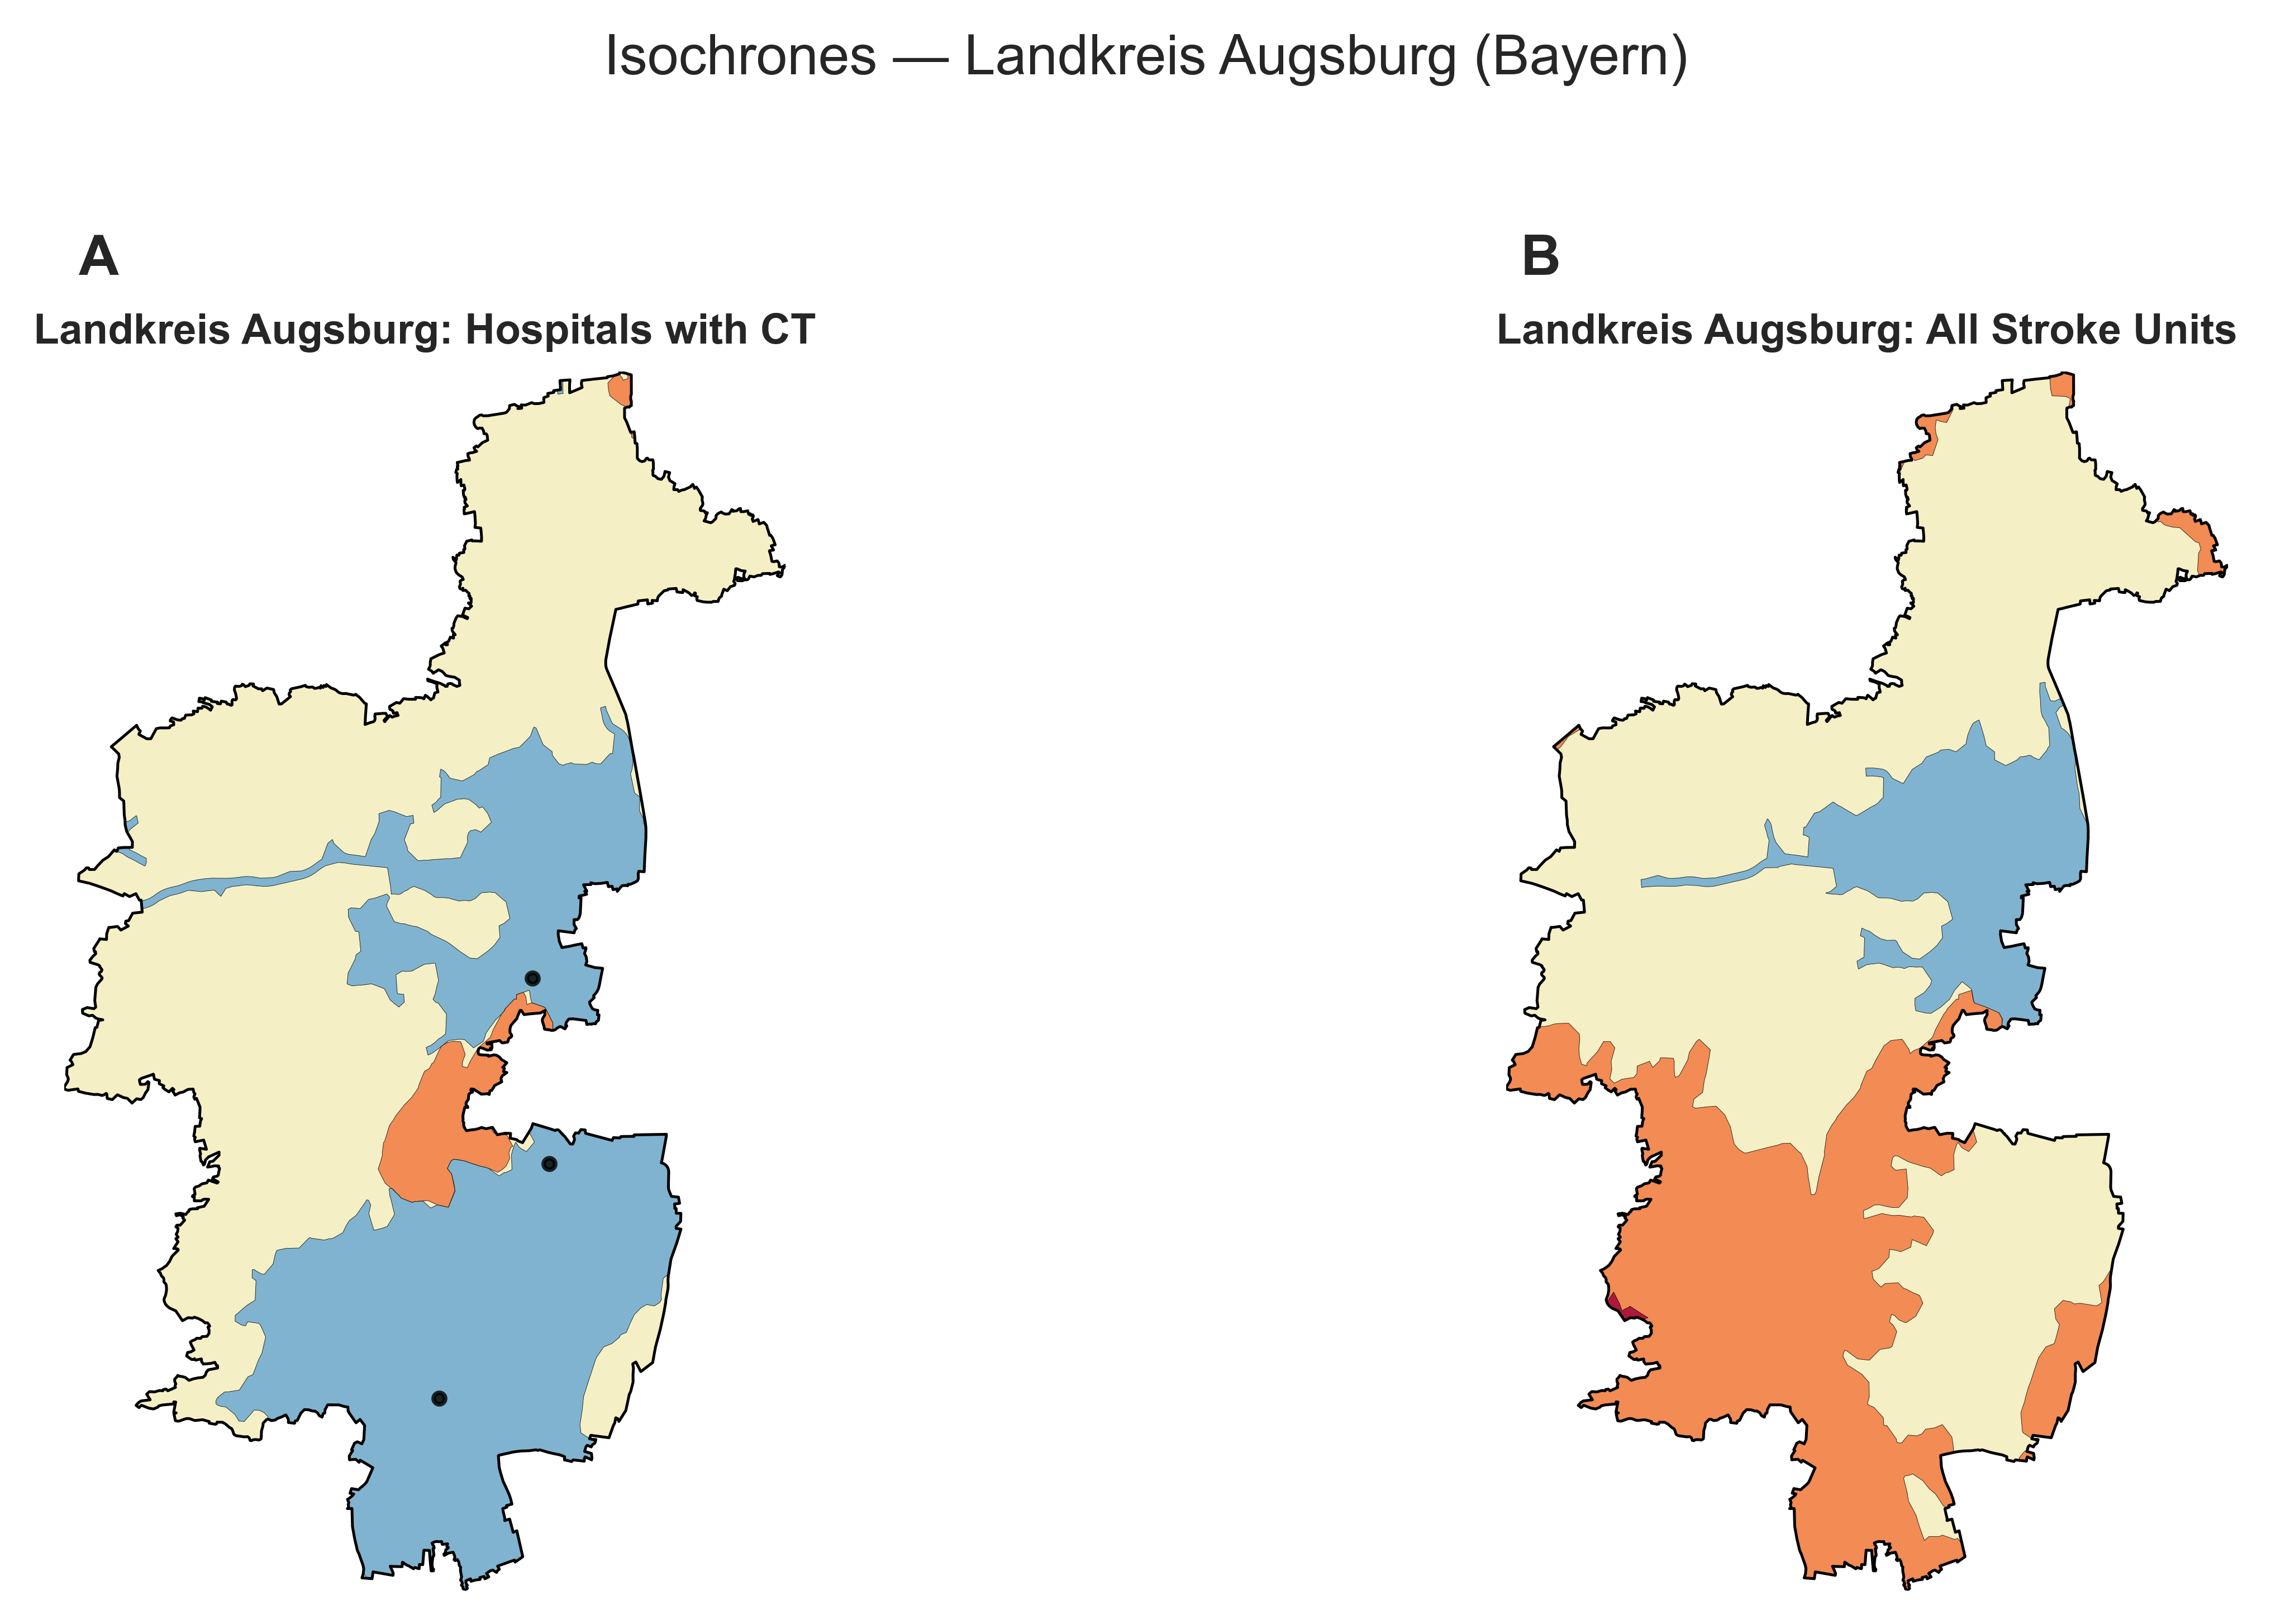 Isochrones — Landkreis Augsburg (Bayern)
A
Landkreis Augsburg: Hospitals with CT
B
Landkreis Augsburg: All Stroke Units